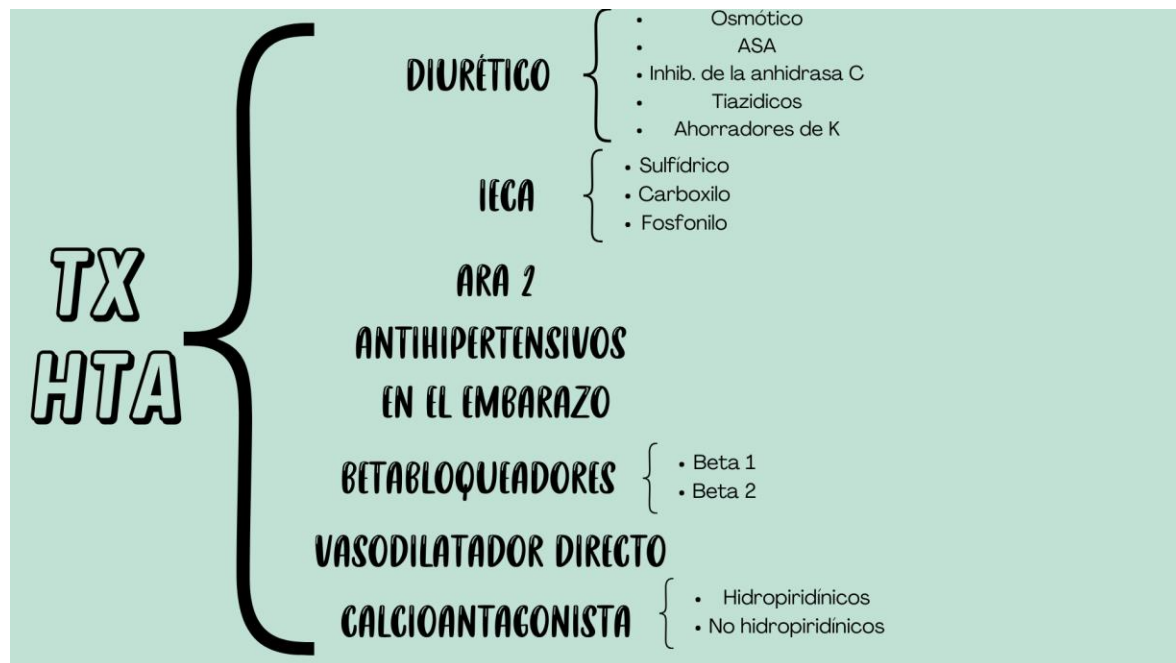 TX
HTA
DIURÉTICO
• Osmótico
• ASA
• Inhib. de la anhidrasa C
• Tiazidicos
• Ahorradores de K
IECA
• Sulfídrico
• Carboxilo
• Fosfonilo
ARA 2
ANTIHIPERTENSIVOS
EN EL EMBARAZO
BETABLOQUEADORES
• Beta 1
• Beta 2
VASODILATADOR DIRECTO
CALCIOANTAGONISTA
• Hidropiridínicos
• No hidropiridínicos